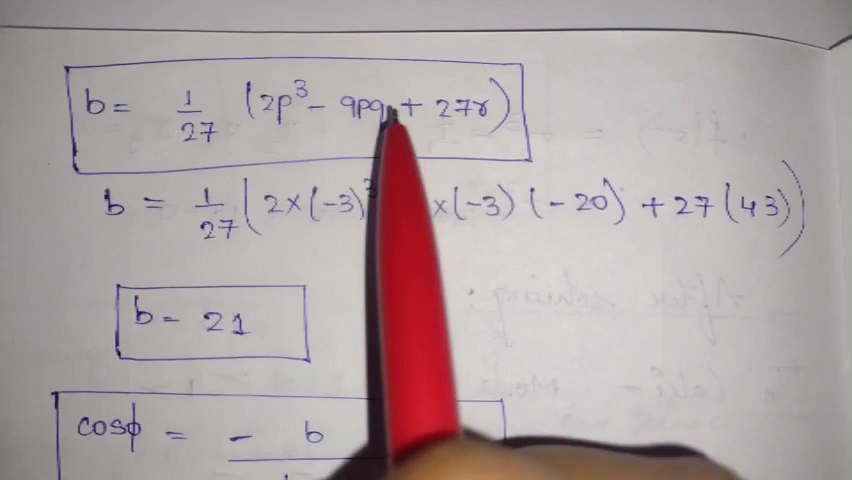 b = 1/27 (2p³ - 9pq + 27r)
b = 1/27 (2×(-3)³ ×(-3) (-20) + 27(43))
b = 21
cosφ = - b